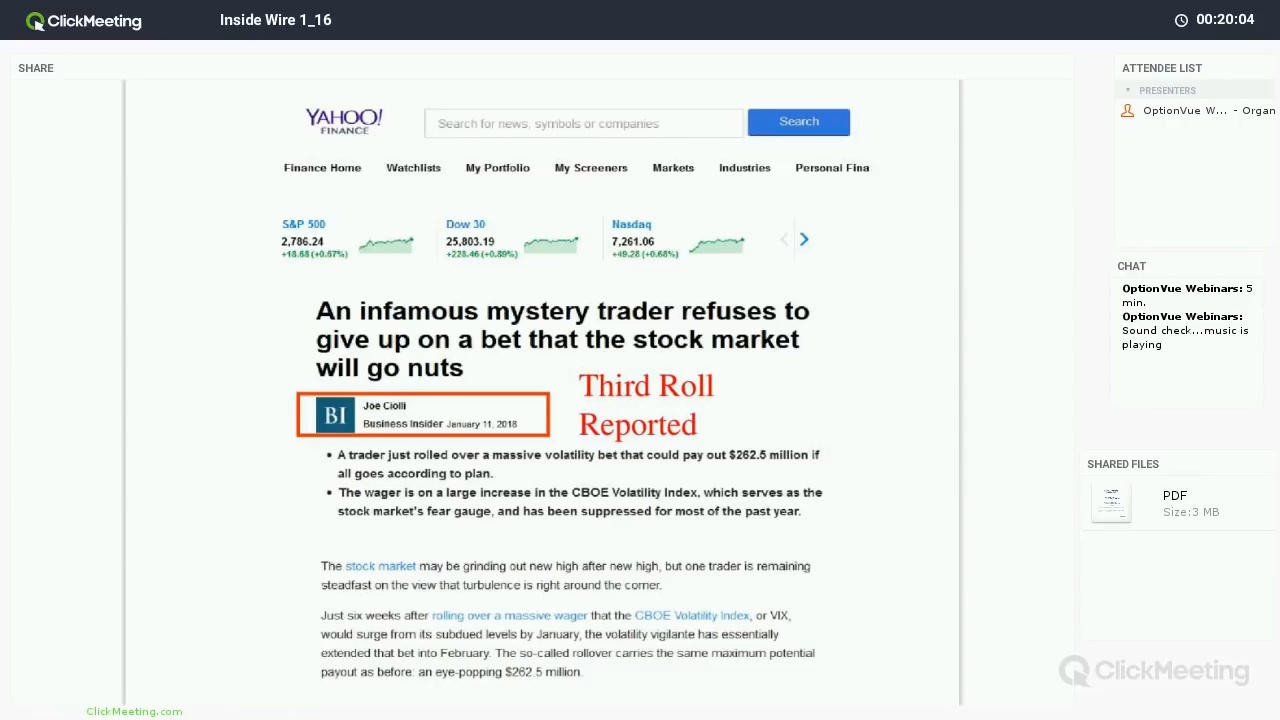 ClickMeeting
Inside Wire 1_16
00:20:04
SHARE
YAHOO!
FINANCE
Search for news, symbols or companies
Search
Finance Home Watchlists My Portfolio My Screeners Markets Industries Personal Fina
S&P 500
2,786.24
+18.68 (+0.67%)
Dow 30
25,803.19
+228.46 (+0.89%)
Nasdaq
7,261.06
+49.28 (+0.68%)
An infamous mystery trader refuses to
give up on a bet that the stock market
will go nuts
Third Roll
Reported
BI
Joe Ciolli
Business Insider January 11, 2018
• A trader just rolled over a massive volatility bet that could pay out $262.5 million if
all goes according to plan.
• The wager is on a large increase in the CBOE Volatility Index, which serves as the
stock market's fear gauge, and has been suppressed for most of the past year.
The stock market may be grinding out new high after new high, but one trader is remaining
steadfast on the view that turbulence is right around the corner.
Just six weeks after rolling over a massive wager that the CBOE Volatility Index, or VIX,
would surge from its subdued levels by January, the volatility vigilante has essentially
extended that bet into February. The so-called rollover carries the same maximum potential
payout as before: an eye-popping $262.5 million.
ATTENDEE LIST
PRESENTERS
OptionVue W... - Organ
CHAT
OptionVue Webinars: 5
min.
OptionVue Webinars:
Sound check...music is
playing
SHARED FILES
PDF
Size:3 MB
ClickMeeting
ClickMeeting.com